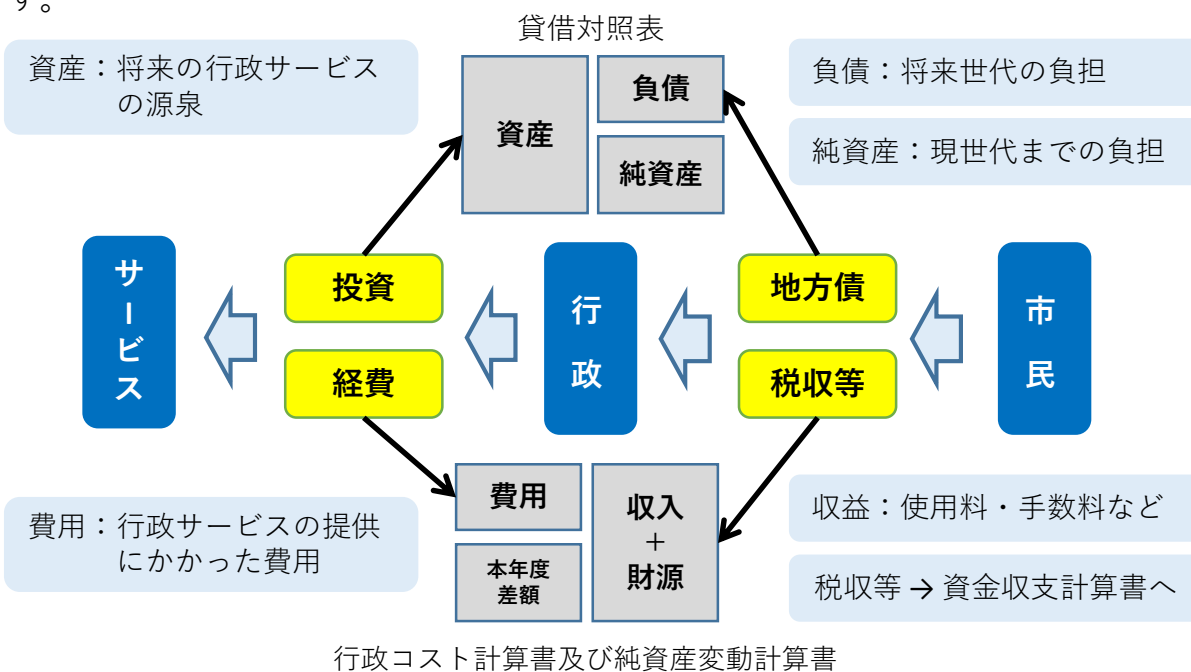 す。
貸借対照表
資産：将来の行政サービス
の源泉
資産
負債
純資産
負債：将来世代の負担
純資産：現世代までの負担
サービス
投資
経費
行政
地方債
税収等
市民
費用：行政サービスの提供
にかかった費用
費用
本年度
差額
収入
+
財源
収益：使用料・手数料など
税収等 → 資金収支計算書へ
行政コスト計算書及び純資産変動計算書